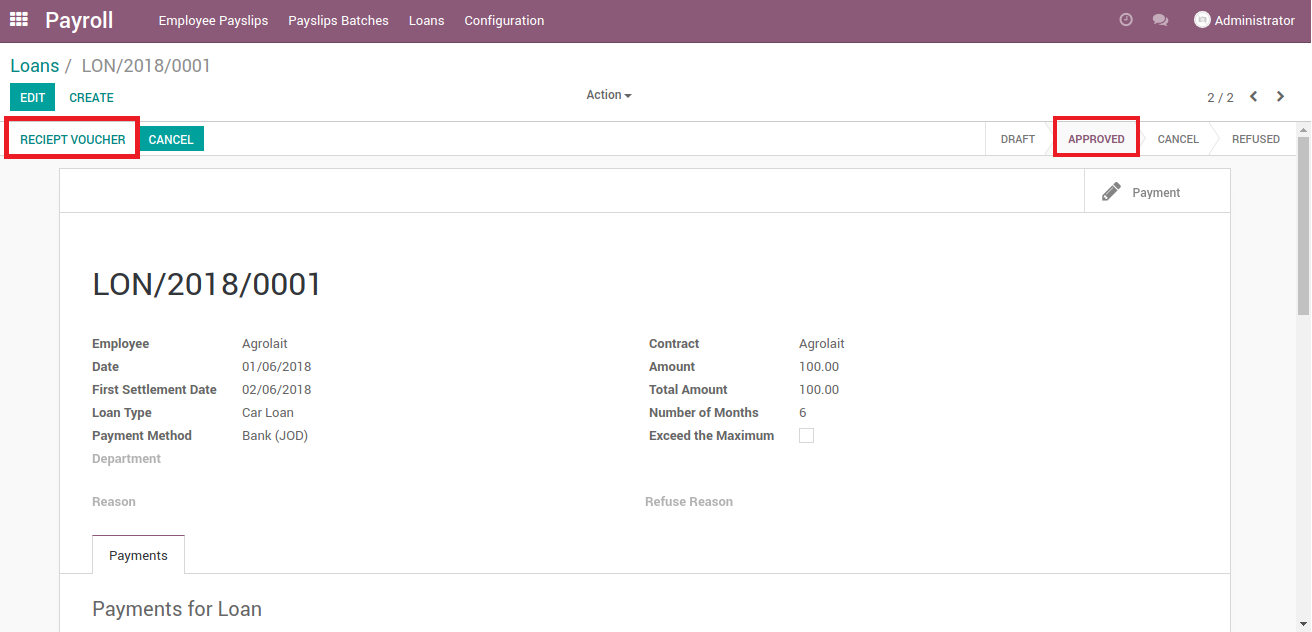 Payroll Employee Payslips Payslips Batches Loans Configuration Administrator
Loans / LON/2018/0001
EDIT CREATE Action 2 / 2
RECIEPT VOUCHER CANCEL DRAFT APPROVED CANCEL REFUSED
Payment
LON/2018/0001
Employee Agrolait Contract Agrolait
Date 01/06/2018 Amount 100.00
First Settlement Date 02/06/2018 Total Amount 100.00
Loan Type Car Loan Number of Months 6
Payment Method Bank (JOD) Exceed the Maximum
Department
Reason Refuse Reason
Payments
Payments for Loan